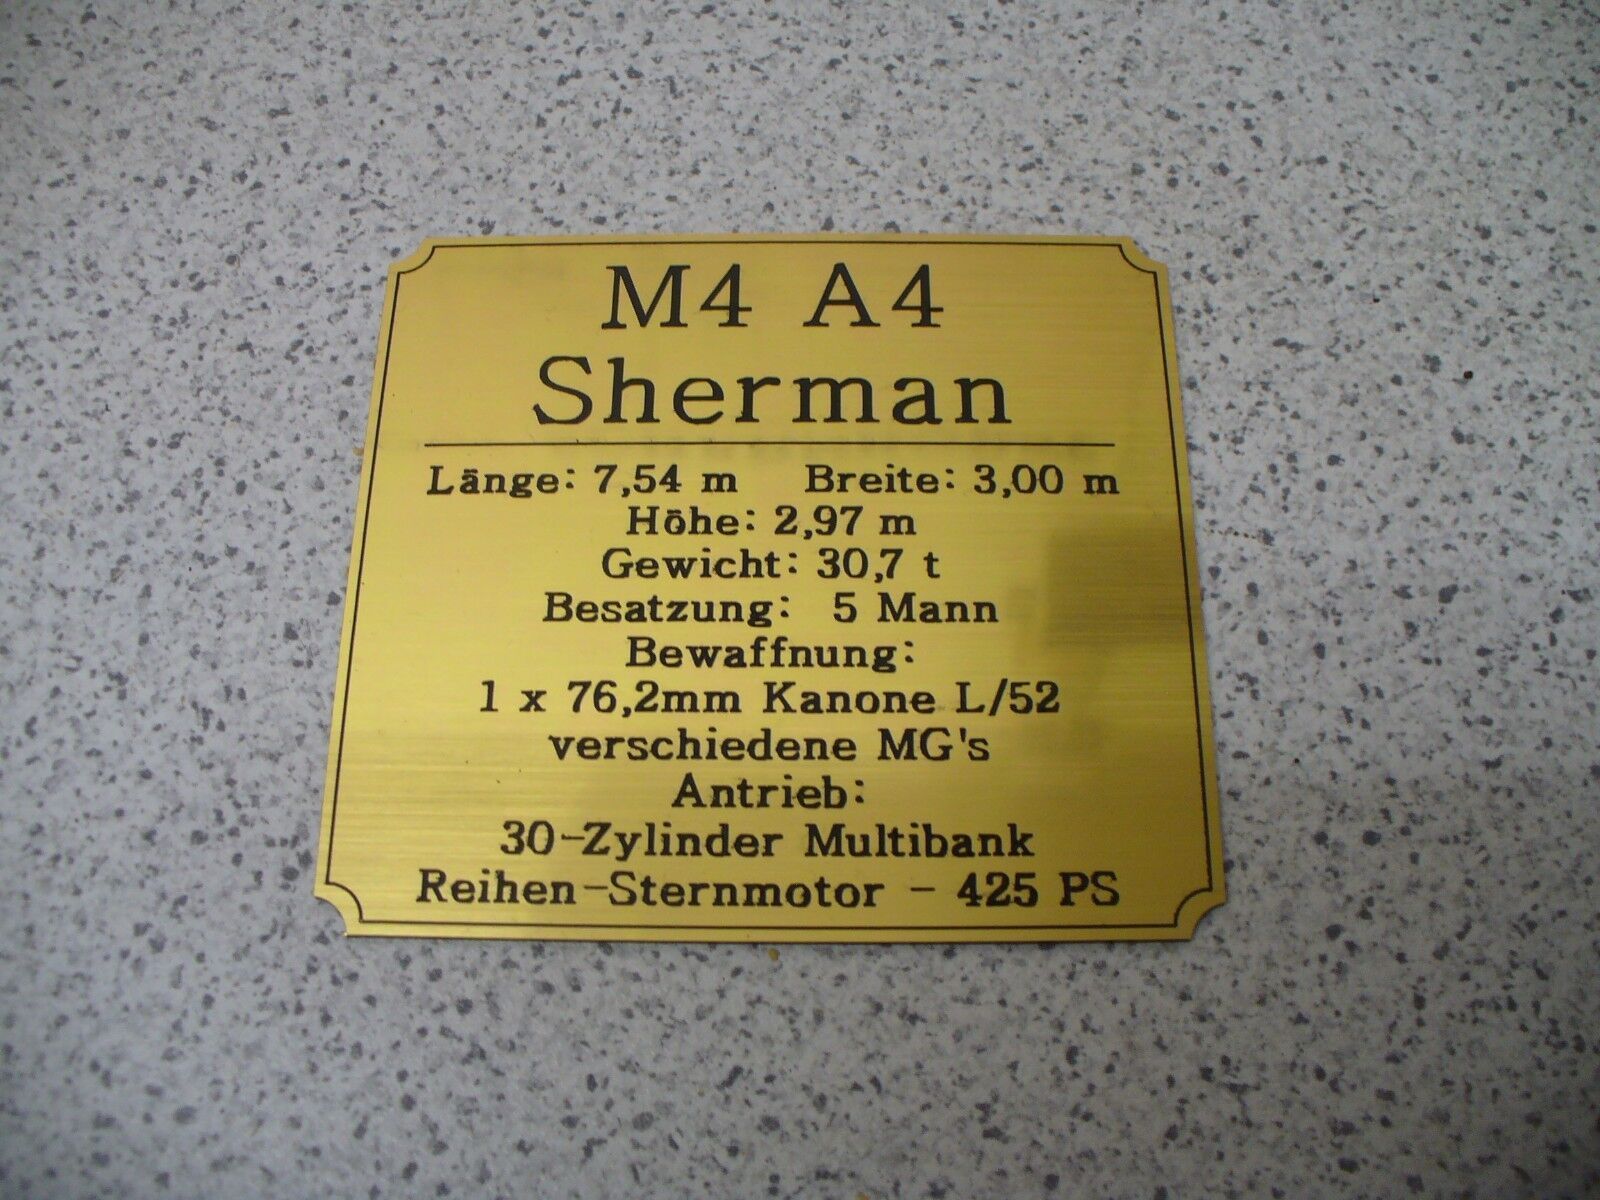 M4 A4
Sherman
Länge: 7,54 m Breite: 3,00 m
Höhe: 2,97 m
Gewicht: 30,7 t
Besatzung: 5 Mann
Bewaffnung:
1 x 76,2mm Kanone L/52
verschiedene MG's
Antrieb:
30-Zylinder Multibank
Reihen-Sternmotor - 425 PS